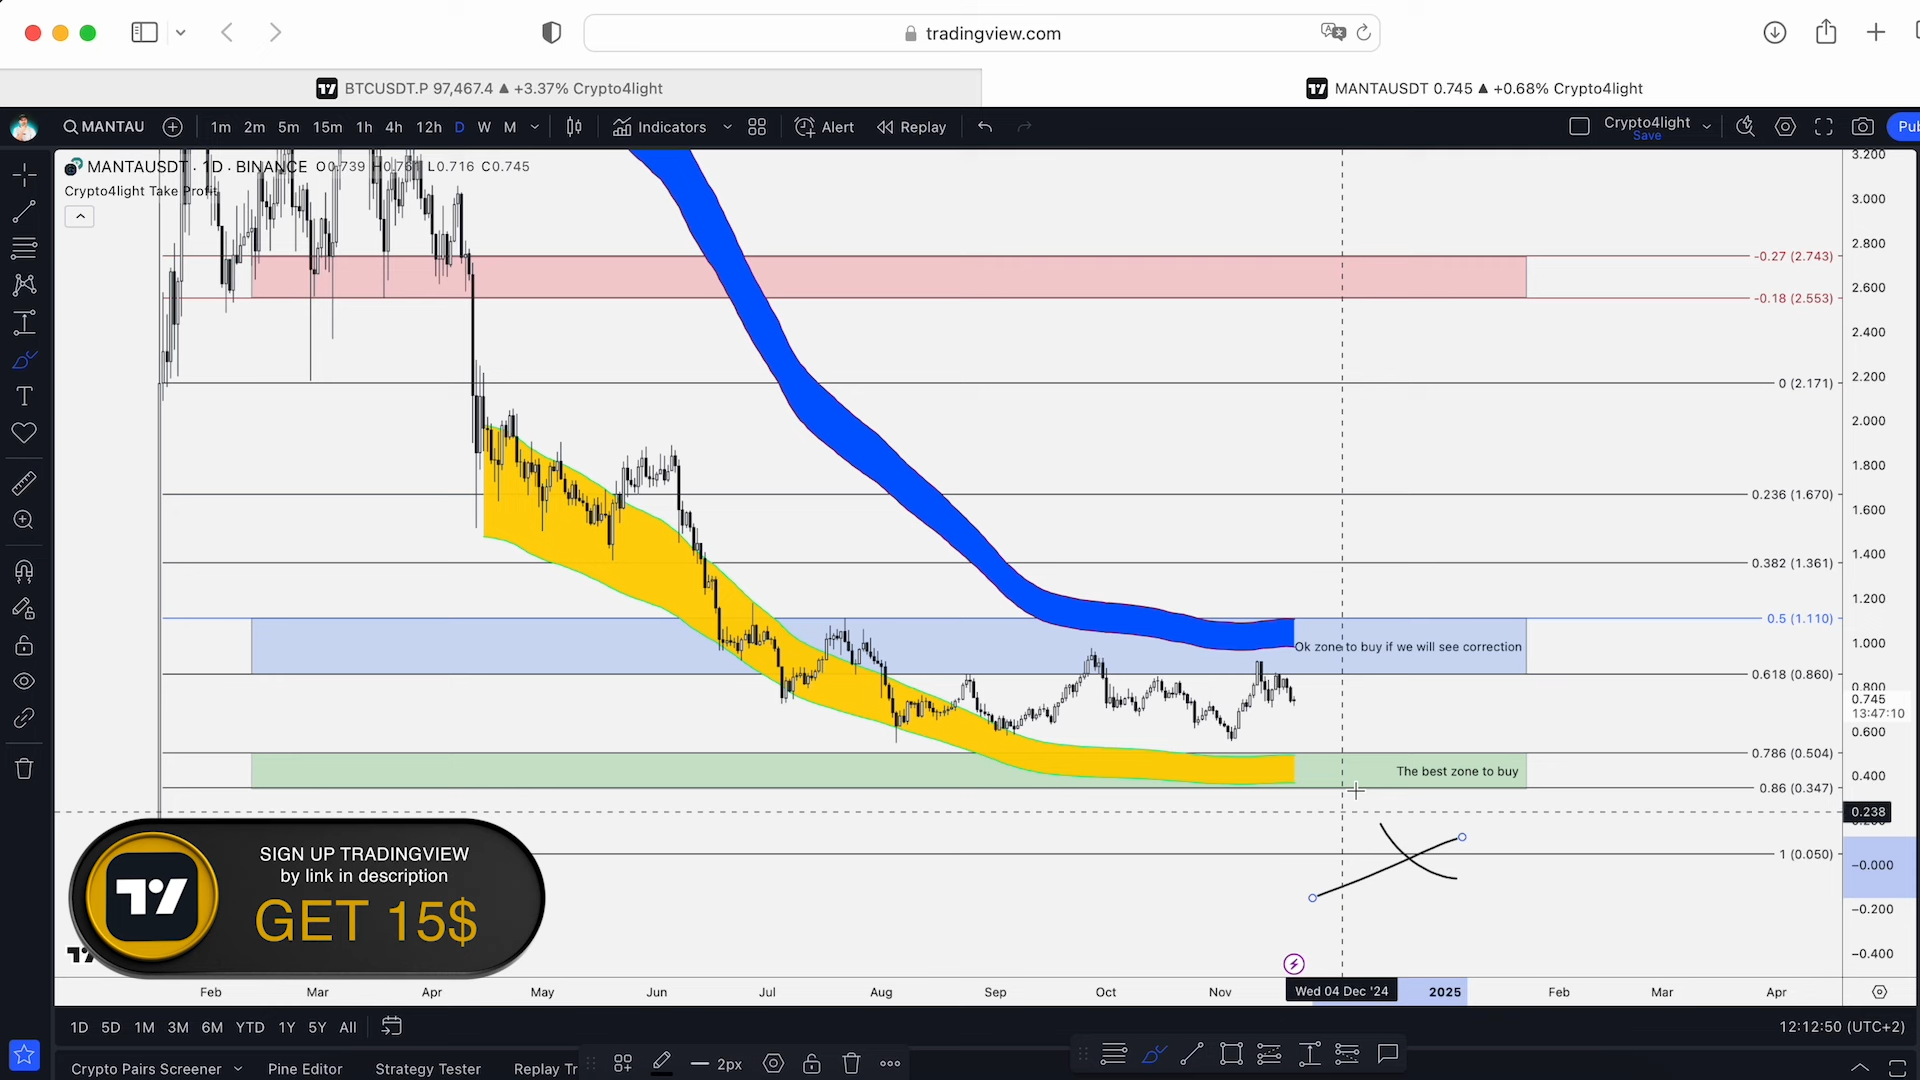 tradingview.com
BTCUSDT.P 97,467.4 ▲ +3.37% Crypto4light
MANTAUSDT 0.745 ▲ +0.68% Crypto4light
MANTAU
1m 2m 5m 15m 1h 4h 12h D W M
Indicators
Alert
Replay
Crypto4light
Save
Pub
MANTAUSDT · 1D · BINANCE O0.739 H0.761 L0.716 C0.745
Crypto4light Take Profit
3.200
3.000
2.800
-0.27 (2.743)
2.600
-0.18 (2.553)
2.400
2.200
0 (2.171)
2.000
1.800
0.236 (1.670)
1.600
0.382 (1.361)
1.400
1.200
0.5 (1.110)
1.000
Ok zone to buy if we will see correction
0.618 (0.860)
0.800
0.745
13:47:10
0.600
0.786 (0.504)
The best zone to buy
0.400
0.86 (0.347)
0.238
1 (0.050)
−0.000
−0.200
−0.400
SIGN UP TRADINGVIEW
by link in description
GET 15$
Feb Mar Apr May Jun Jul Aug Sep Oct Nov Wed 04 Dec '24 2025 Feb Mar Apr
1D 5D 1M 3M 6M YTD 1Y 5Y All
12:12:50 (UTC+2)
Crypto Pairs Screener Pine Editor Strategy Tester Replay Tr
2px